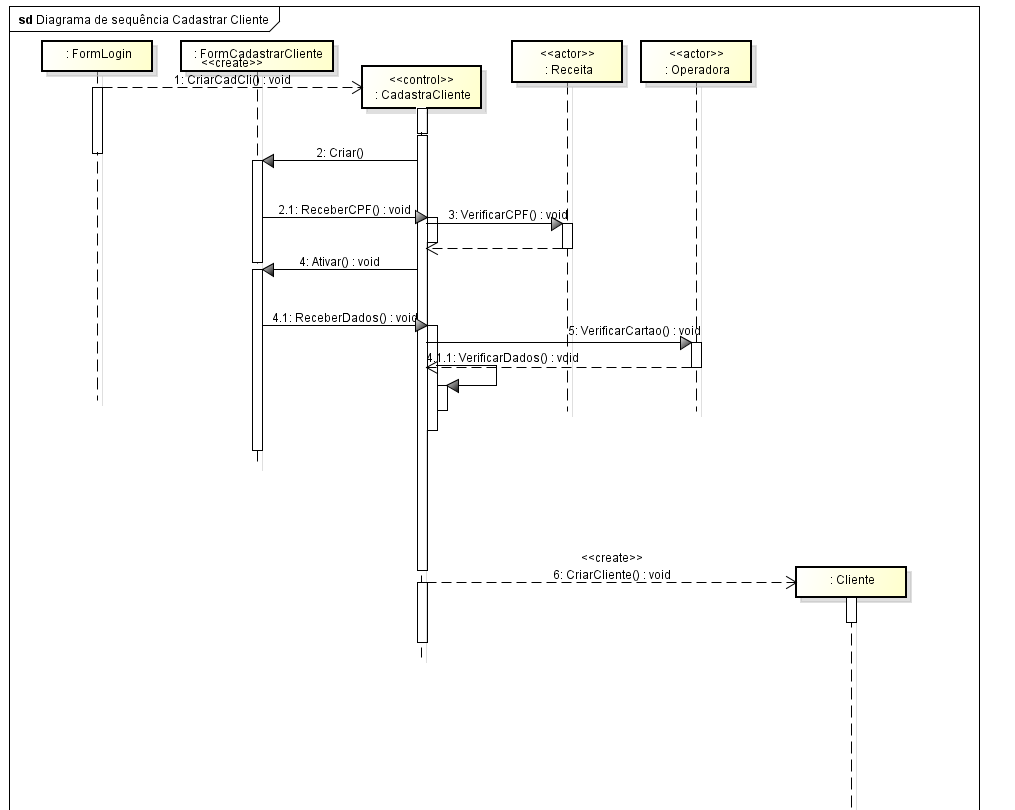 sd Diagrama de sequência Cadastrar Cliente
: FormLogin
: FormCadastrarCliente
<<create>>
1: CriarCadCli() : void
<<control>>
: CadastraCliente
<<actor>>
: Receita
<<actor>>
: Operadora
2: Criar()
2.1: ReceberCPF() : void
3: VerificarCPF() : void
4: Ativar() : void
4.1: ReceberDados() : void
5: VerificarCartao() : void
4.1.1: VerificarDados() : void
<<create>>
6: CriarCliente() : void
: Cliente